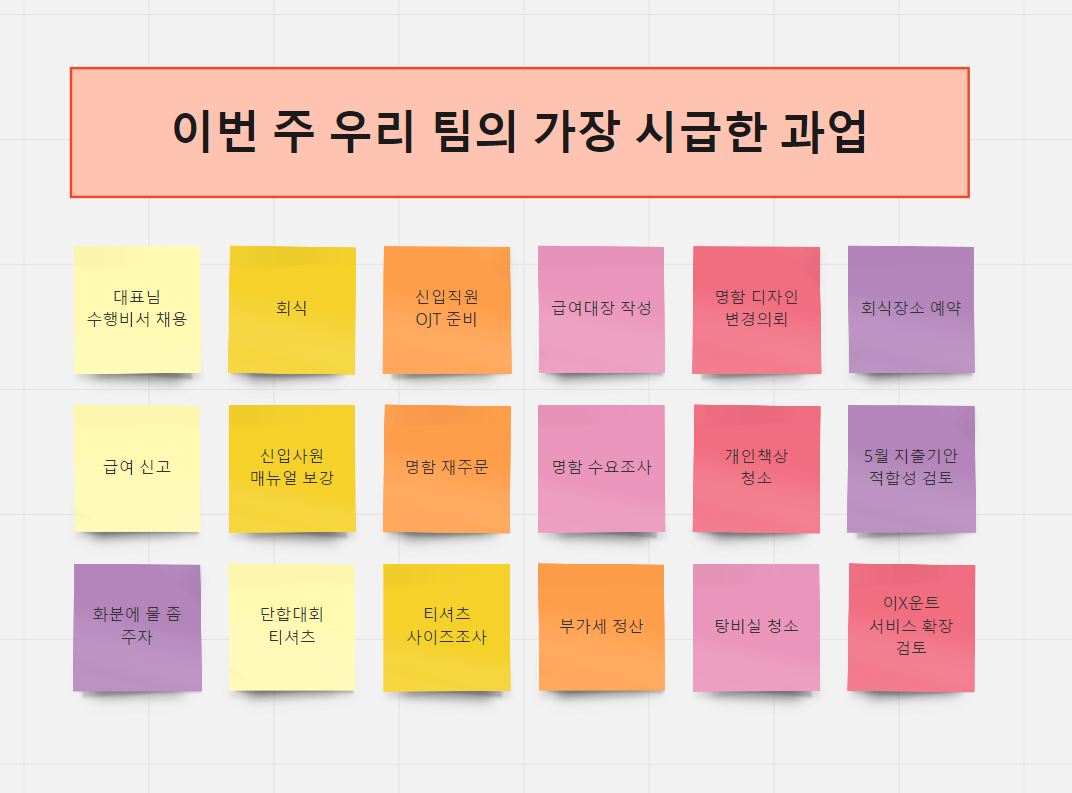 이번 주 우리 팀의 가장 시급한 과업
대표님
수행비서 채용
회식
신입직원
OJT 준비
급여대장 작성
명함 디자인
변경의뢰
회식장소 예약
급여 신고
신입사원
매뉴얼 보강
명함 재주문
명함 수요조사
개인책상
청소
5월 지출기안
적합성 검토
화분에 물 좀
주자
단합대회
티셔츠
티셔츠
사이즈조사
부가세 정산
탕비실 청소
이X운트
서비스 확장
검토